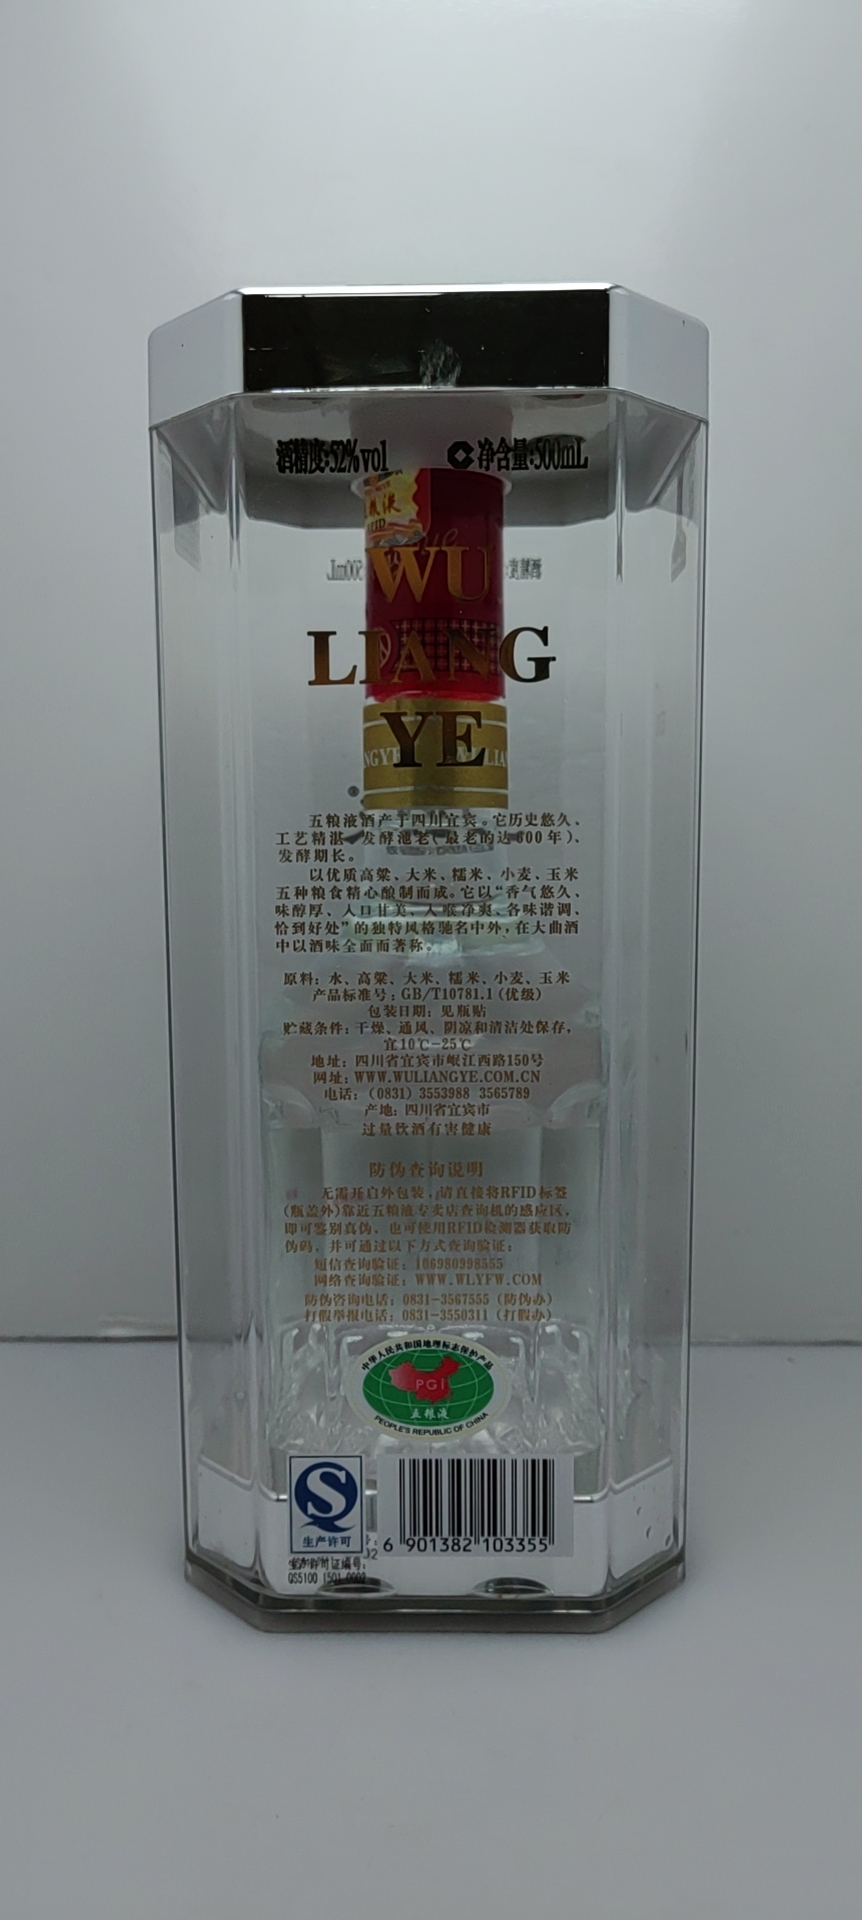 酒精度:52%vol
净含量:500mL
WU
LIANG
YE
五粮液酒产于四川宜宾。它历史悠久、
工艺精湛、发酵池老(最老的达600年)、
发酵期长。
以优质高粱、大米、糯米、小麦、玉米
五种粮食精心酿制而成。它以“香气悠久、
味醇厚、入口甘美、入喉净爽、各味谐调、
恰到好处”的独特风格驰名中外,在大曲酒
中以酒味全面而著称。
原料:水、高粱、大米、糯米、小麦、玉米
产品标准号:GB/T10781.1(优级)
包装日期:见瓶贴
贮藏条件:干燥、通风、阴凉和清洁处保存,
宜10℃-25℃
地址:四川省宜宾市岷江西路150号
网址:WWW.WULIANGYE.COM.CN
电话:(0831) 3553988 3565789
产地:四川省宜宾市
过量饮酒有害健康
防伪查询说明
无需开启外包装,请直接将RFID标签
(瓶盖外)靠近五粮液专卖店查询机的感应区,
即可鉴别真伪,也可使用RFID检测器获取防
伪码,并可通过以下方式查询验证:
短信查询验证:106980998555
网络查询验证:WWW.WLYFW.COM
防伪咨询电话:0831-3567555(防伪办)
打假举报电话:0831-3550311(打假办)
中华人民共和国地理标志保护产品
PGI
五粮液
PEOPLE'S REPUBLIC OF CHINA
S
生产许可
生产许可证编号:
QS5100 1501 0002
6 901382 103355